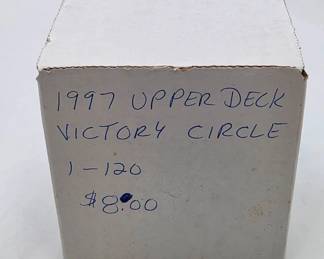 1997 UPPER DECK
VICTORY CIRCLE
1-120
$8.00